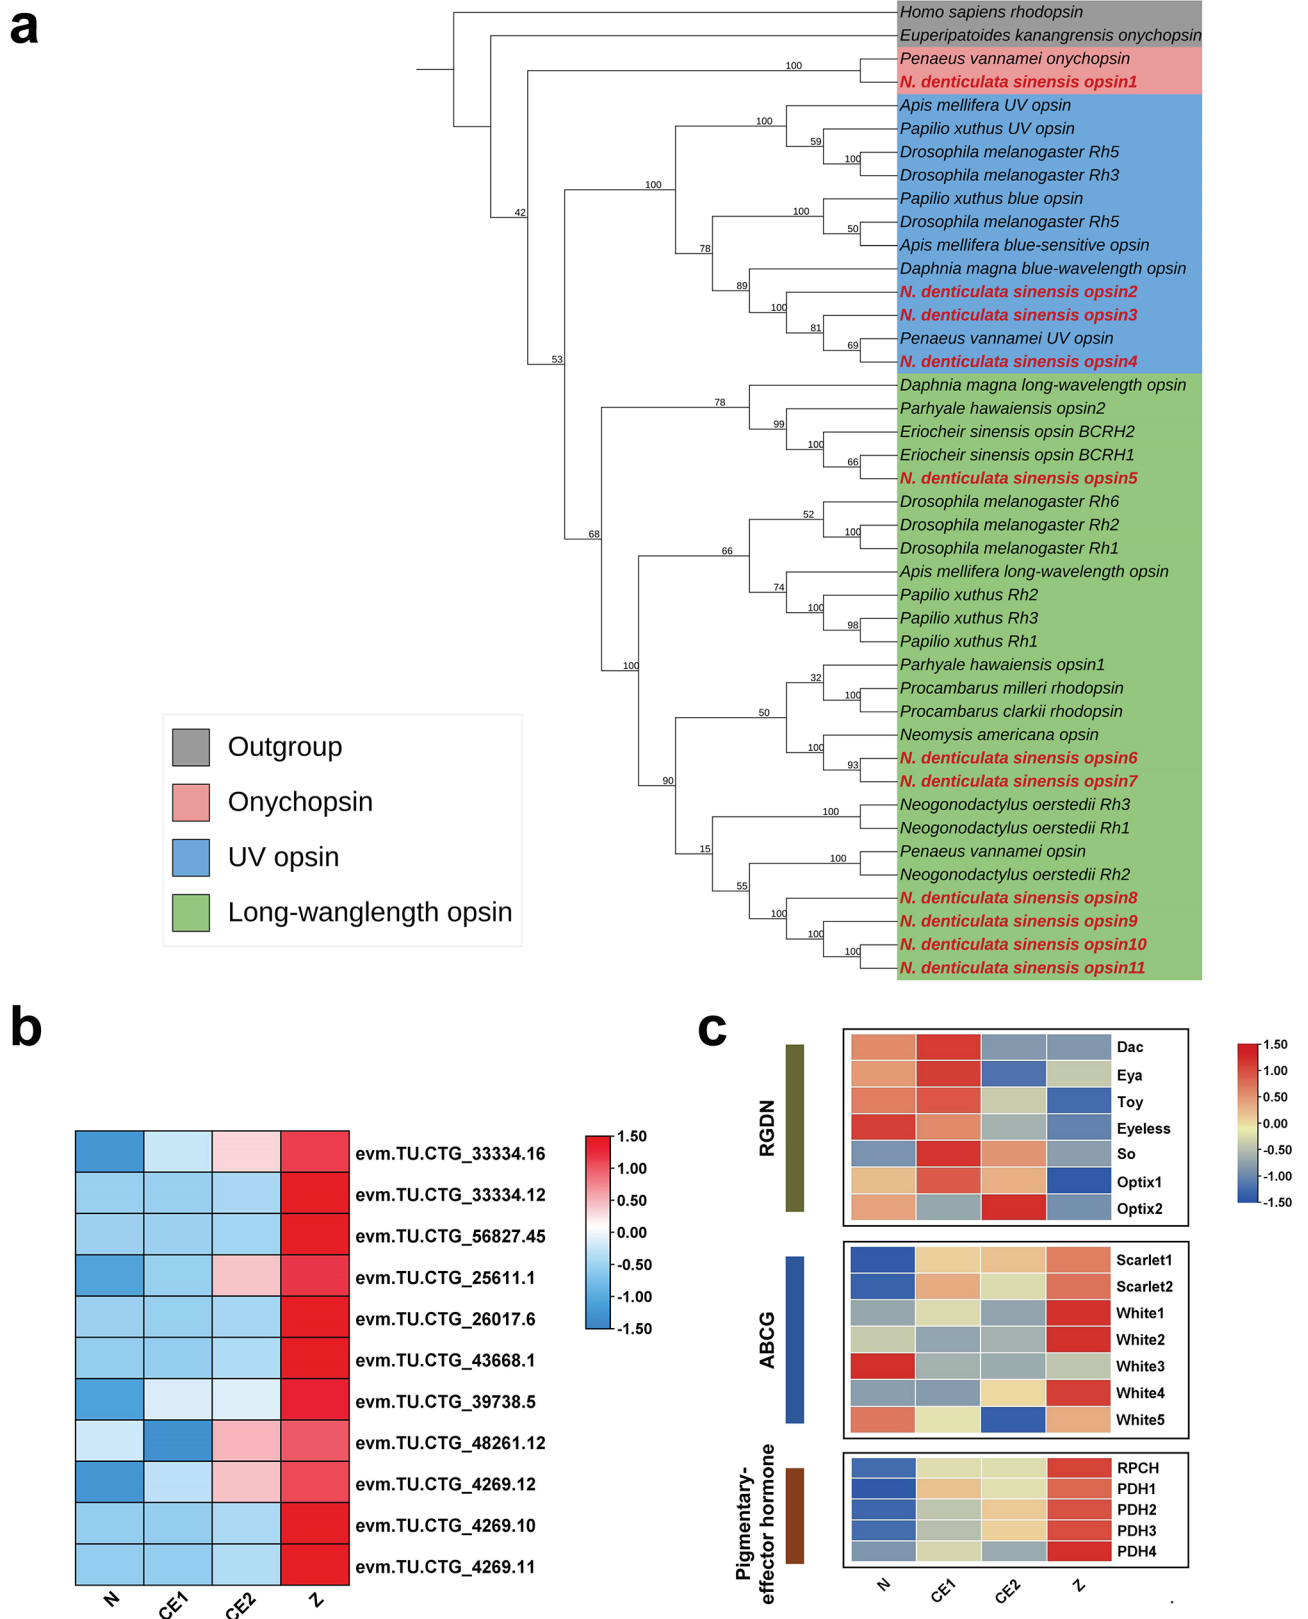 a
Homo sapiens rhodopsin
Euperipatoides kanangrensis onychopsin
Penaeus vannamei onychopsin
100
N. denticulata sinensis opsin1
Apis mellifera UV opsin
100
Papilio xuthus UV opsin
59
Drosophila melanogaster Rh5
100
Drosophila melanogaster Rh3
100
Papilio xuthus blue opsin
100
42
Drosophila melanogaster Rh5
50
Apis mellifera blue-sensitive opsin
78
Daphnia magna blue-wavelength opsin
89
N. denticulata sinensis opsin2
100
N. denticulata sinensis opsin3
81
Penaeus vannamei UV opsin
69
N. denticulata sinensis opsin4
53
Daphnia magna long-wavelength opsin
78
Parhyale hawaiensis opsin2
99
Eriocheir sinensis opsin BCRH2
100
Eriocheir sinensis opsin BCRH1
66
N. denticulata sinensis opsin5
Drosophila melanogaster Rh6
52
Drosophila melanogaster Rh2
100
68
Drosophila melanogaster Rh1
66
Apis mellifera long-wavelength opsin
74
Papilio xuthus Rh2
100
Papilio xuthus Rh3
98
Papilio xuthus Rh1
Parhyale hawaiensis opsin1
100
32
Procambarus milleri rhodopsin
100
Procambarus clarkii rhodopsin
50
Neomysis americana opsin
100
N. denticulata sinensis opsin6
93
N. denticulata sinensis opsin7
90
Neogonodactylus oerstedii Rh3
100
Neogonodactylus oerstedii Rh1
15
Penaeus vannamei opsin
100
Neogonodactylus oerstedii Rh2
55
N. denticulata sinensis opsin8
100
N. denticulata sinensis opsin9
100
N. denticulata sinensis opsin10
100
N. denticulata sinensis opsin11
Outgroup
Onychopsin
UV opsin
Long-wanglength opsin
b
evm.TU.CTG_33334.16
evm.TU.CTG_33334.12
evm.TU.CTG_56827.45
evm.TU.CTG_25611.1
evm.TU.CTG_26017.6
evm.TU.CTG_43668.1
evm.TU.CTG_39738.5
evm.TU.CTG_48261.12
evm.TU.CTG_4269.12
evm.TU.CTG_4269.10
evm.TU.CTG_4269.11
N CE1 CE2 Z
1.50
1.00
0.50
0.00
-0.50
-1.00
-1.50
c
RGDN
Dac
Eya
Toy
Eyeless
So
Optix1
Optix2
ABCG
Scarlet1
Scarlet2
White1
White2
White3
White4
White5
Pigmentary-
effector hormone
RPCH
PDH1
PDH2
PDH3
PDH4
N CE1 CE2 Z
1.50
1.00
0.50
0.00
-0.50
-1.00
-1.50